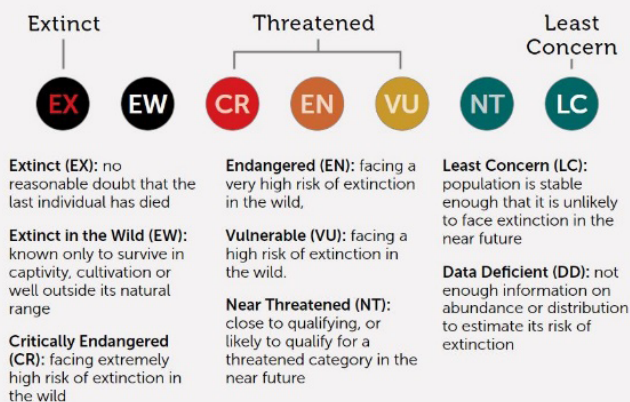 Extinct
Threatened
Least
Concern
EX
EW
CR
EN
VU
NT
LC
Extinct (EX): no
reasonable doubt that the
last individual has died
Extinct in the Wild (EW):
known only to survive in
captivity, cultivation or
well outside its natural
range
Critically Endangered
(CR): facing extremely
high risk of extinction in
the wild
Endangered (EN): facing a
very high risk of extinction
in the wild,
Vulnerable (VU): facing a
high risk of extinction in
the wild.
Near Threatened (NT):
close to qualifying, or
likely to qualify for a
threatened category in the
near future
Least Concern (LC):
population is stable
enough that it is unlikely
to face extinction in the
near future
Data Deficient (DD): not
enough information on
abundance or distribution
to estimate its risk of
extinction